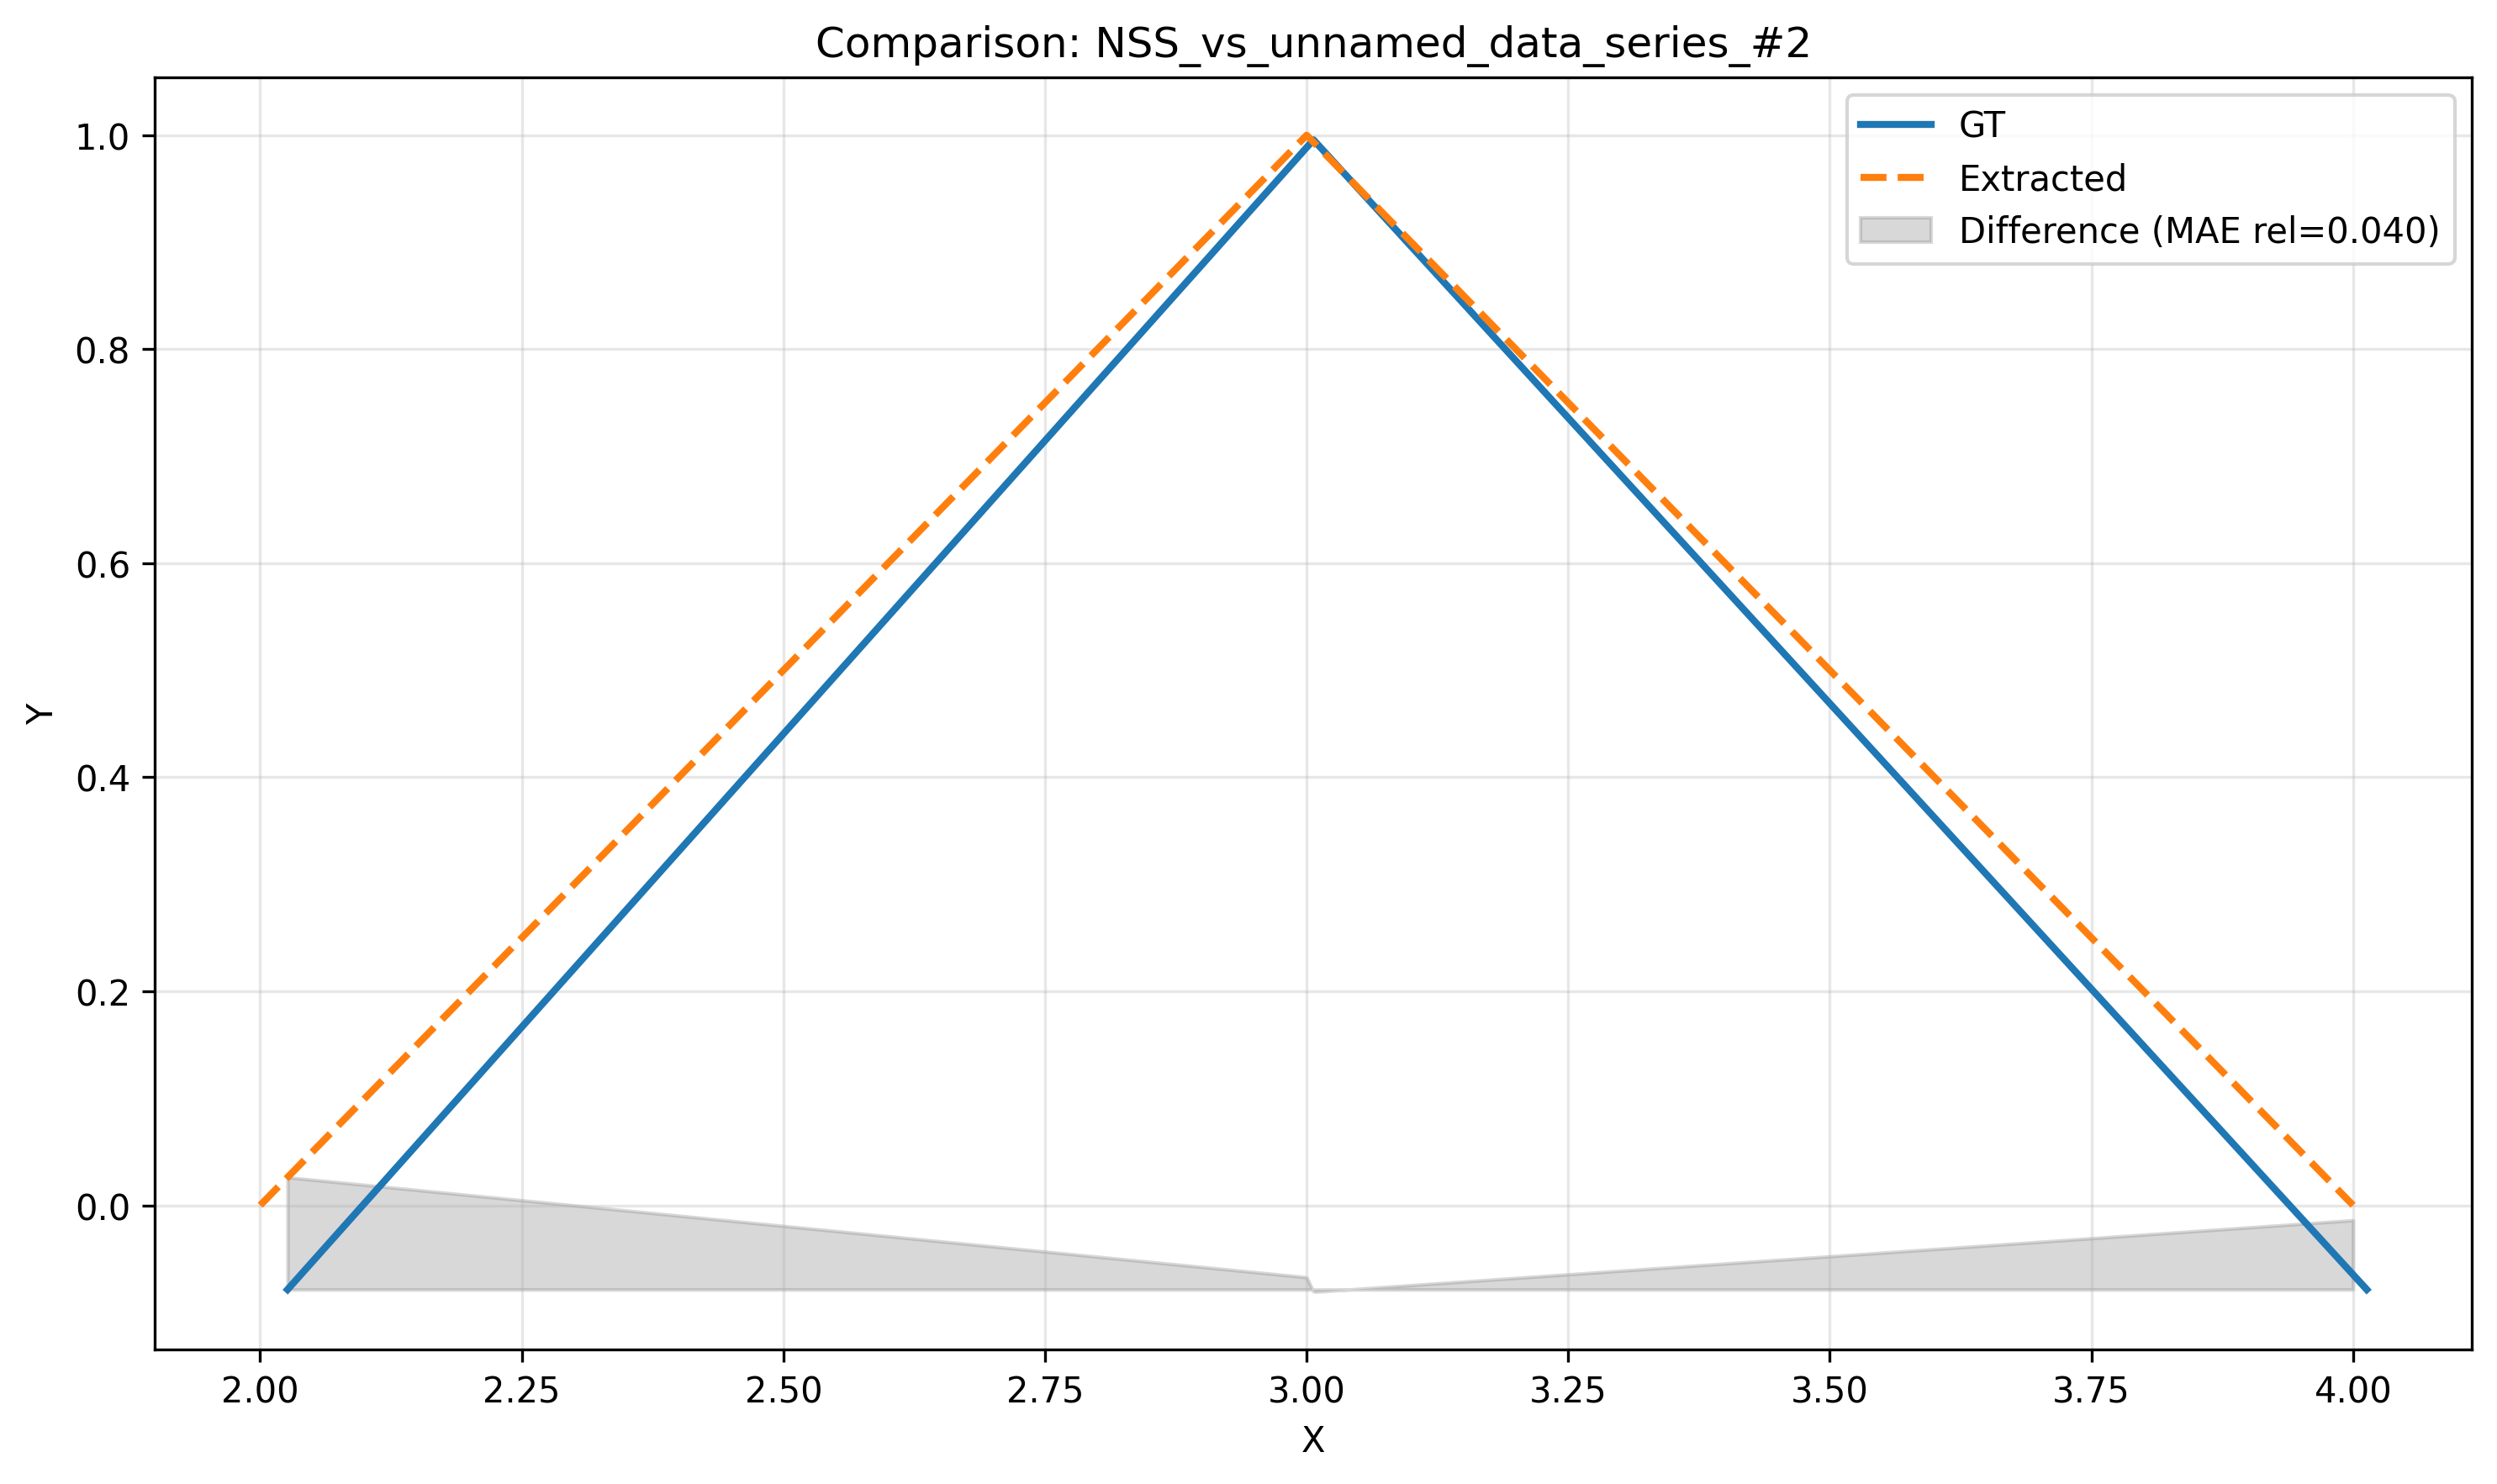 Comparison: NSS_vs_unnamed_data_series_#2
GT
Extracted
Difference (MAE rel=0.040)
1.0
0.8
0.6
0.4
0.2
0.0
Y
2.00 2.25 2.50 2.75 3.00 3.25 3.50 3.75 4.00
X